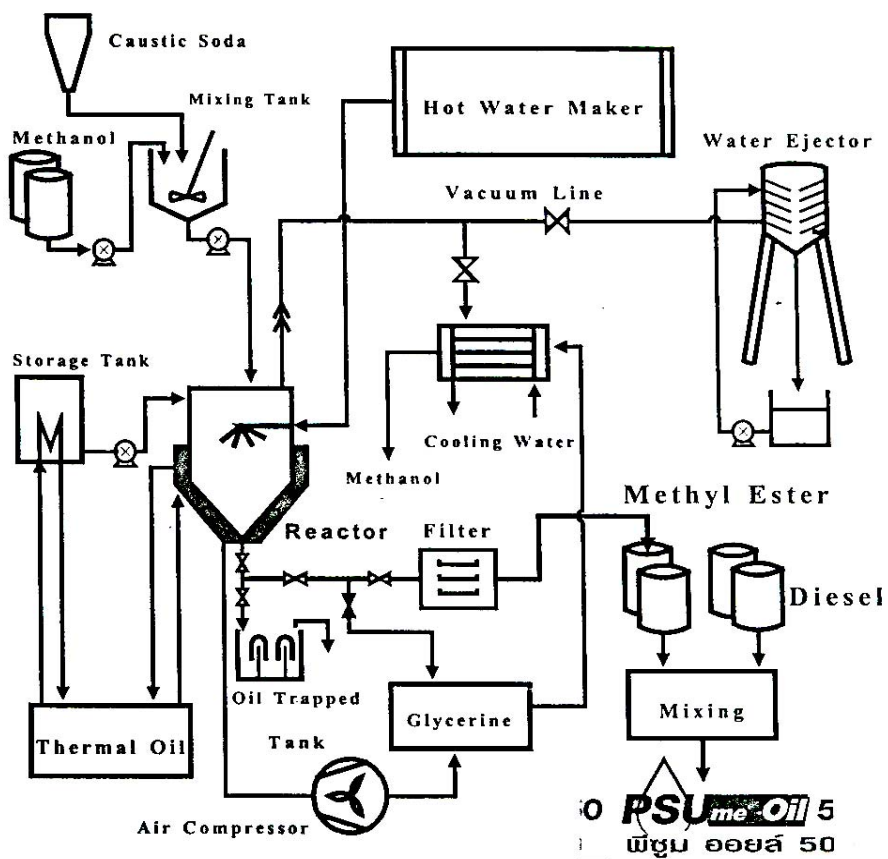 Caustic Soda
Mixing Tank
Methanol
Hot Water Maker
Water Ejector
Vacuum Line
Storage Tank
Cooling Water
Methanol
Methyl Ester
Reactor
Filter
Diesel
Oil Trapped
Tank
Glycerine
Mixing
Thermal Oil
Air Compressor
PSU me-Oil 5
พีซูม ออยล์ 50